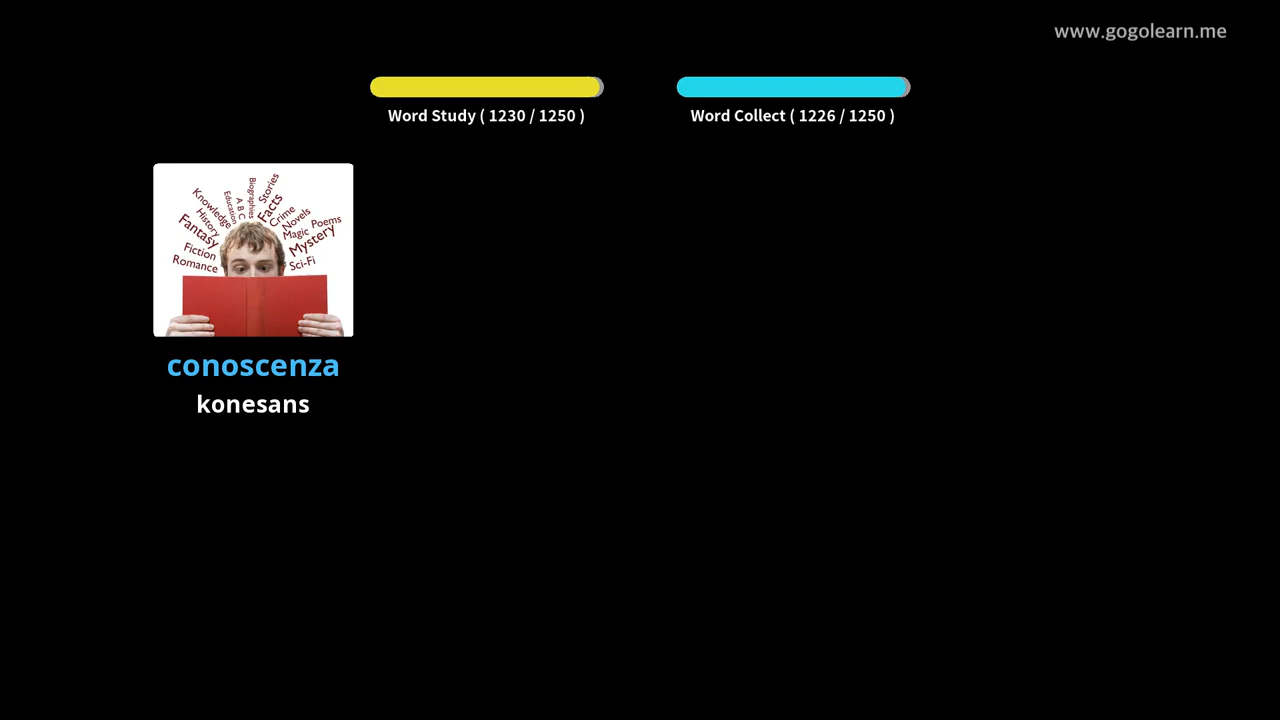 www.gogolearn.me
Word Study ( 1230 / 1250 )
Word Collect ( 1226 / 1250 )
Knowledge
History
Fantasy
Fiction
Romance
Education
A B C
Biographies
Stories
Facts
Crime
Novels
Magic
Poems
Mystery
Sci-Fi
conoscenza
konesans